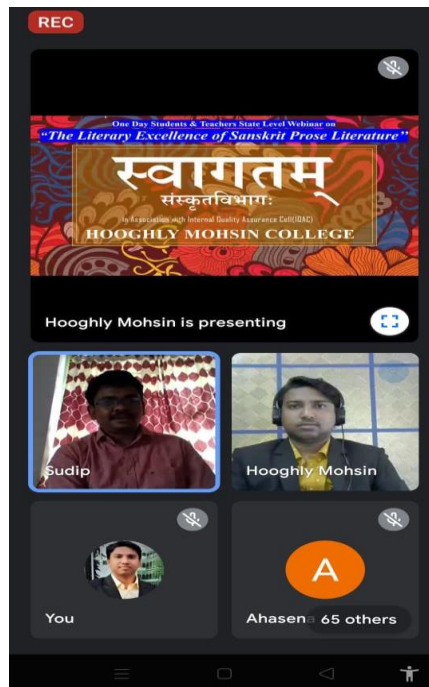 REC
One Day Students & Teachers State Level Webinar on
"The Literary Excellence of Sanskrit Prose Literature"
स्वागतम्
संस्कृतविभागः
in Association with Internal Quality Assurance Cell(IQAC)
HOOGHLY MOHSIN COLLEGE
Hooghly Mohsin is presenting
Sudip
Hooghly Mohsin
A
You
Ahasena
65 others